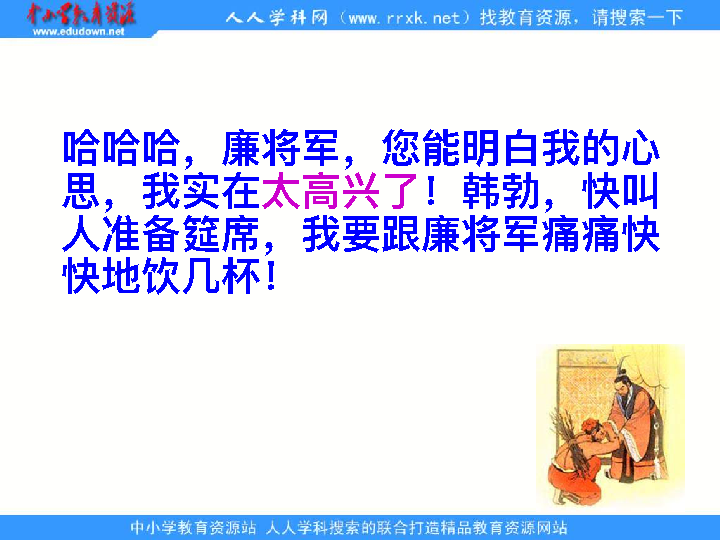 中小学教育资源
www.edudown.net
人人学科网（www.rrxk.net）找教育资源，请搜索一下
哈哈哈，廉将军，您能明白我的心
思，我实在太高兴了！韩勃，快叫
人准备筵席，我要跟廉将军痛痛快
快地饮几杯！
中小学教育资源站 人人学科搜索的联合打造精品教育资源网站